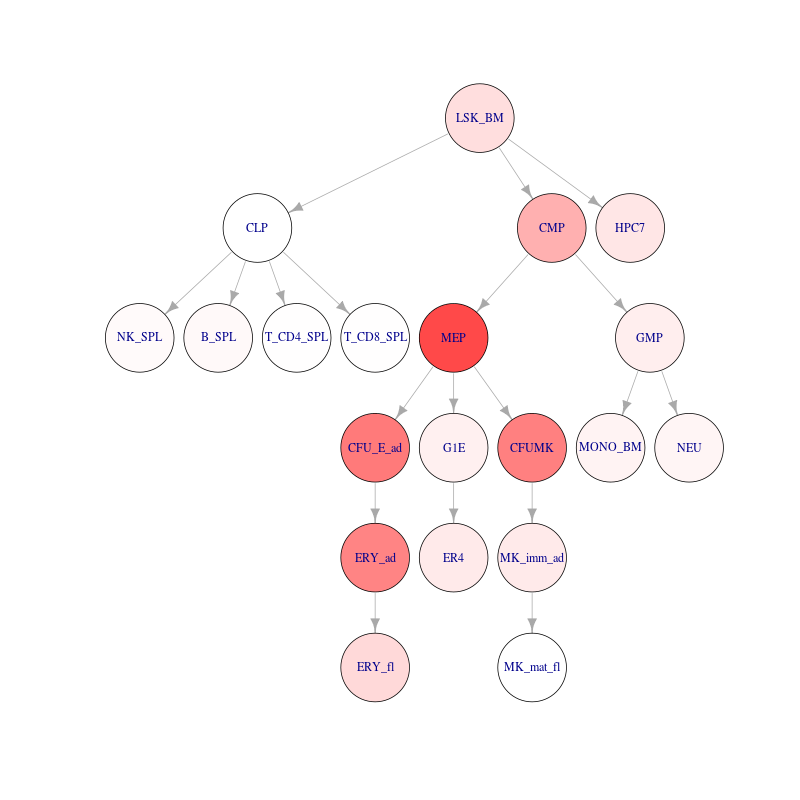 LSK_BM
CLP
CMP
HPC7
NK_SPL
B_SPL
T_CD4_SPL
T_CD8_SPL
MEP
GMP
CFU_E_ad
G1E
CFUMK
MONO_BM
NEU
ERY_ad
ER4
MK_imm_ad
ERY_fl
MK_mat_fl